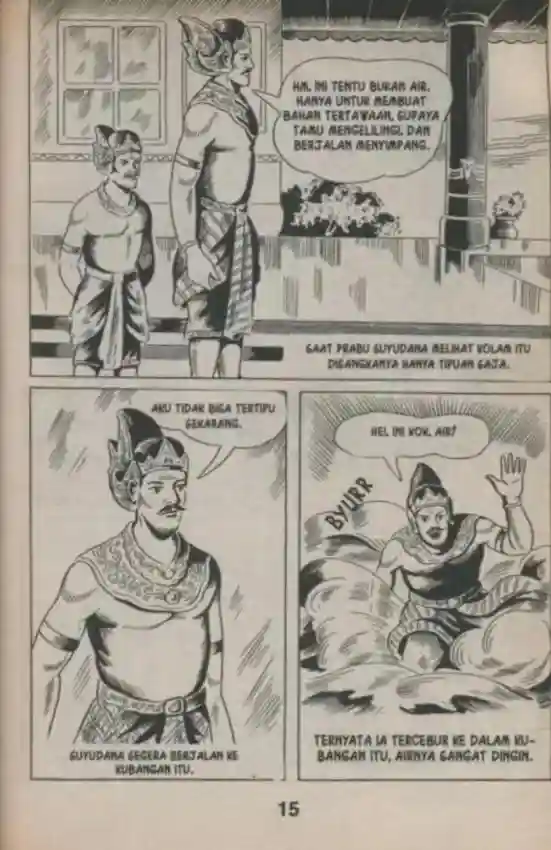 HM, INI TENTU BUKAN AIR.
HANYA UNTUK MEMBUAT
BAHAN TERTAWAAN, SUPAYA
TAMU MENGELILINGI, DAN
BERJALAN MENYIMPANG.
SAAT PRABU SUYUDANA MELIHAT KOLAM ITU
DISANGKANYA HANYA TIPUAN SAJA.
AKU TIDAK BISA TERTIPU
SEKARANG.
SUYUDANA SEGERA BERJALAN KE
KUBANGAN ITU.
HEI, INI KOK, AIR?
BYURR
TERNYATA IA TERCEBUR KE DALAM KU-
BANGAN ITU, AIRNYA SANGAT DINGIN.
15